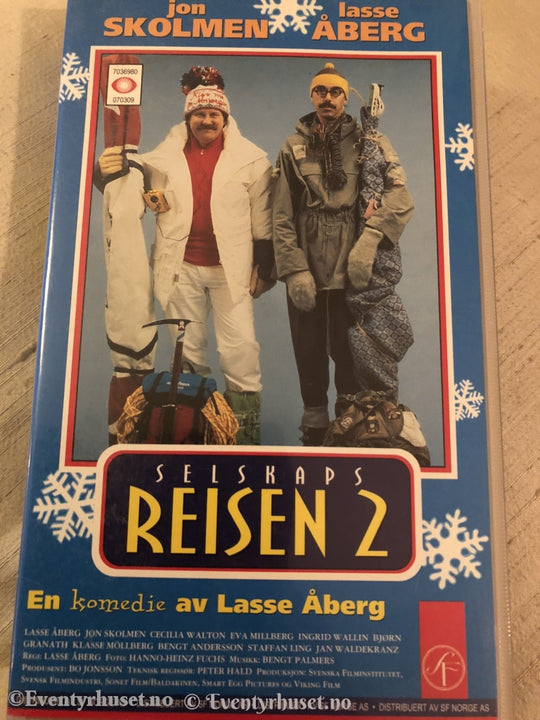 jon lasse
SKOLMEN ÅBERG
7036980
070309
SELSKAPS
REISEN 2
En komedie av Lasse Åberg
LASSE ÅBERG JON SKOLMEN CECILIA WALTON EVA MILLBERG INGRID WALLIN BJØRN
GRANATH KLASSE MÖLLBERG BENGT ANDERSSON STAFFAN LING JAN WALDEKRANZ
REGI: LASSE ÅBERG FOTO: HANNO-HEINZ FUCHS MUSIKK: BENGT PALMERS
PRODUSENT: BO JONSSON TEKNISK REGISSØR: PETER HALD PRODUKSJON: SVENSKA FILMINSTITUTET,
SVENSK FILMINDUSTRI, SONET FILM/BALDAKINEN, SMART EGG PICTURES OG VIKING FILM
SF
©Eventyrhuset.no © Eventyrhuset.no
NORGE AS • DISTRIBUERT AV SF NORGE AS